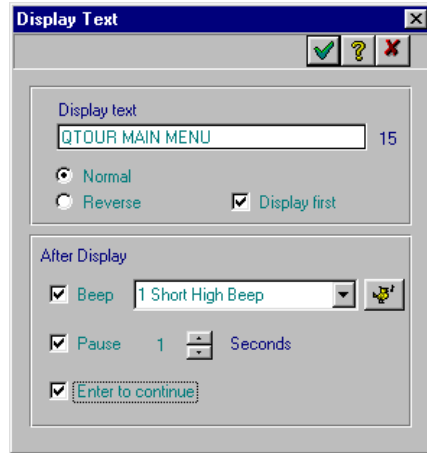 Display Text
Display text
QTOUR MAIN MENU 15
Normal
Reverse Display first
After Display
Beep 1 Short High Beep
Pause 1 Seconds
Enter to continue